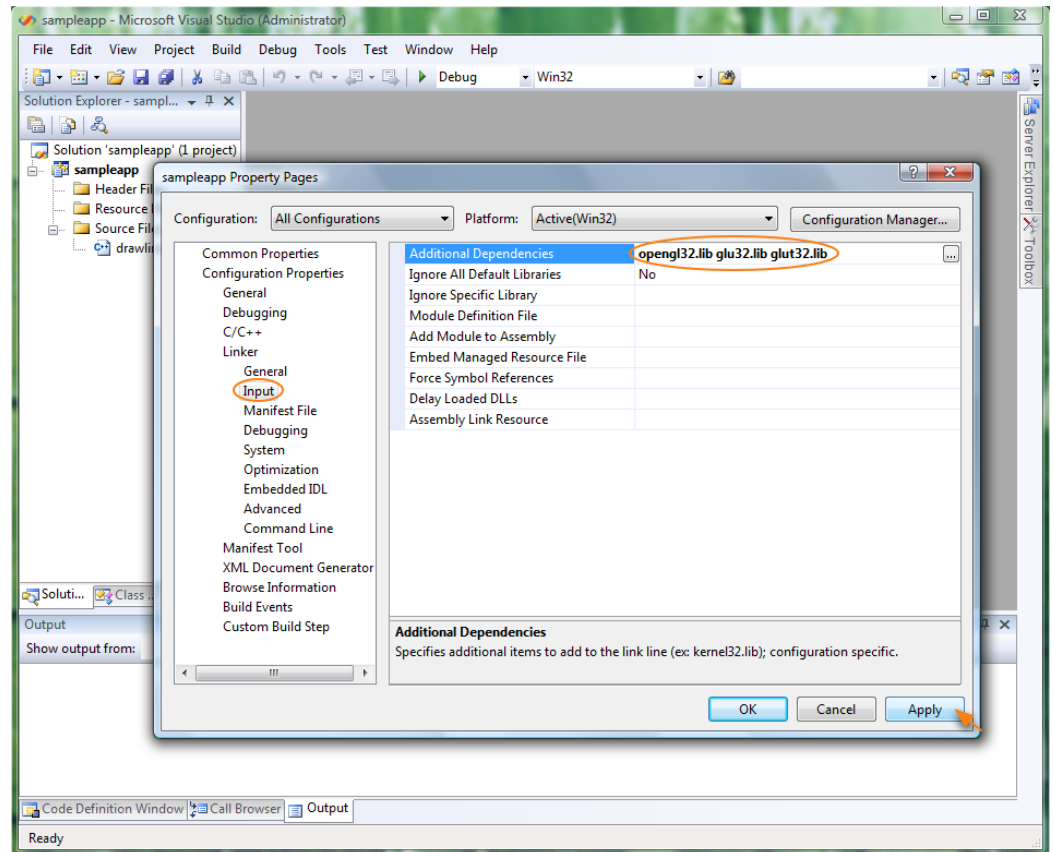 sampleapp - Microsoft Visual Studio (Administrator)
File Edit View Project Build Debug Tools Test Window Help
Debug Win32
Solution Explorer - sampl...
Solution 'sampleapp' (1 project)
sampleapp
Header Fil
Resource
Source File
drawlin
Server Explorer
Toolbox
sampleapp Property Pages
Configuration: All Configurations Platform: Active(Win32) Configuration Manager...
Common Properties
Configuration Properties
General
Debugging
C/C++
Linker
General
Input
Manifest File
Debugging
System
Optimization
Embedded IDL
Advanced
Command Line
Manifest Tool
XML Document Generator
Browse Information
Build Events
Custom Build Step
Additional Dependencies opengl32.lib glu32.lib glut32.lib ...
Ignore All Default Libraries No
Ignore Specific Library
Module Definition File
Add Module to Assembly
Embed Managed Resource File
Force Symbol References
Delay Loaded DLLs
Assembly Link Resource
Additional Dependencies
Specifies additional items to add to the link line (ex: kernel32.lib); configuration specific.
OK Cancel Apply
Soluti... Class ..
Output
Show output from:
Code Definition Window Call Browser Output
Ready